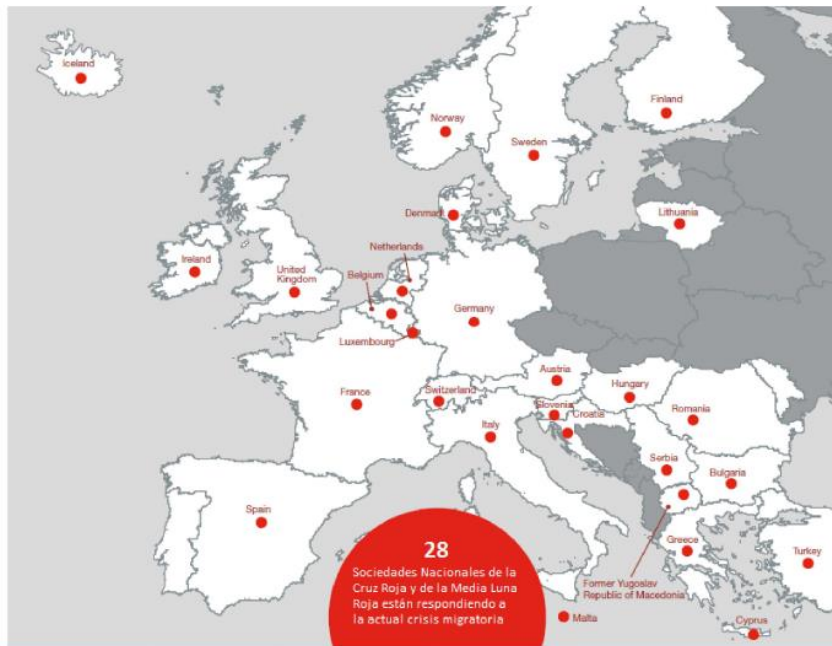 Iceland
Finland
Norway
Sweden
Denmark
Lithuania
Netherlands
Ireland
United
Kingdom
Belgium
Germany
Luxembourg
Austria
Switzerland
Hungary
France
Slovenia
Croatia
Romania
Italy
Serbia
Bulgaria
Spain
Greece
Turkey
Former Yugoslav
Republic of Macedonia
Malta
Cyprus
28
Sociedades Nacionales de la
Cruz Roja y de la Media Luna
Roja están respondiendo a
la actual crisis migratoria